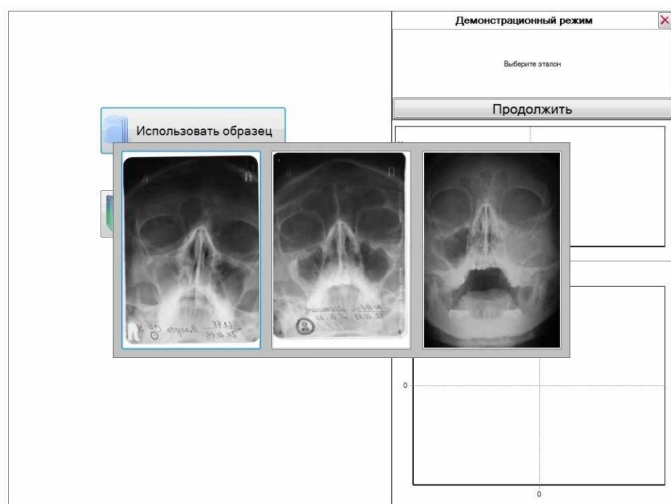 Демонстрационный режим
Выберите эталон
Использовать образец
Продолжить
0
0